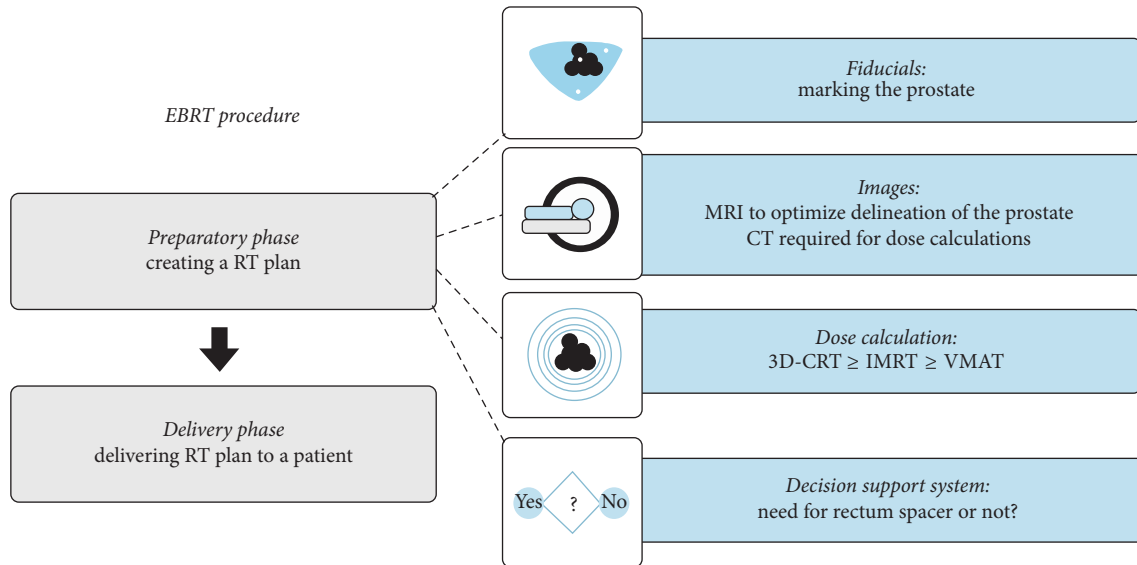 EBRT procedure
Preparatory phase
creating a RT plan
Delivery phase
delivering RT plan to a patient
Fiducials:
marking the prostate
Images:
MRI to optimize delineation of the prostate
CT required for dose calculations
Dose calculation:
3D-CRT ≥ IMRT ≥ VMAT
Yes ? No
Decision support system:
need for rectum spacer or not?